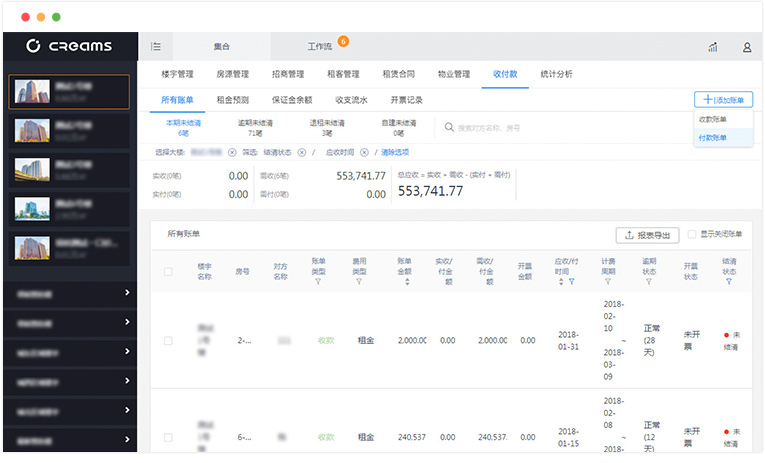 CREAMS
集合
工作流
6
楼宇管理 房源管理 招商管理 租客管理 租赁合同 物业管理 收付款 统计分析
所有账单 租金预测 保证金余额 收支流水 开票记录
添加账单
收款账单
付款账单
本期未结清 逾期未结清 退租未结清 自建未结清
6笔 71笔 3笔 0笔
搜索对方名称、房号
选择大楼: 筛选: 结清状态 / 应收时间 / 清除选项
实收(0笔) 0.00 需收(6笔) 553,741.77 总应收 = 实收 + 需收 - (实付 + 需付)
实付(0笔) 0.00 需付(0笔) 0.00 553,741.77
所有账单
报表导出
显示关闭账单
楼宇 房号 对方 账单 费用 账单 实收/ 需收/ 开票 应收/付 计费 逾期 开票 结清
名称 名称 类型 类型 金额 付金 付金 金额 时间 周期 状态 状态 状态
额 额
2018-
02-
10
2-... 收款 租金 2,000.00 0.00 2,000.00 0.00 2018- ~ 正常 未开 未
01-31 2018- (28 票 结清
03- 天)
09
2018-
02-
08
6-... 收款 租金 240,537. 0.00 240,537. 0.00 2018- ~ 正常 未开 未
01-15 2018- (12 票 结清
天)